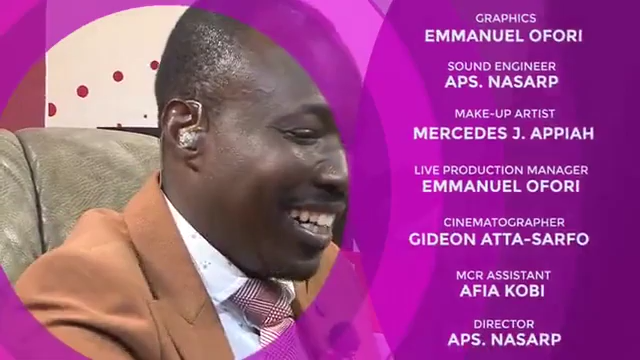 GRAPHICS
EMMANUEL OFORI
SOUND ENGINEER
APS. NASARP
MAKE-UP ARTIST
MERCEDES J. APPIAH
LIVE PRODUCTION MANAGER
EMMANUEL OFORI
CINEMATOGRAPHER
GIDEON ATTA-SARFO
MCR ASSISTANT
AFIA KOBI
DIRECTOR
APS. NASARP